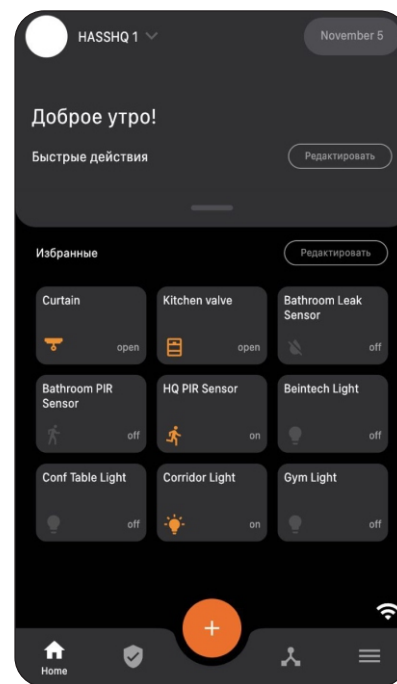 HASSHQ 1
November 5
Доброе утро!
Быстрые действия
Редактировать
Избранные
Редактировать
Curtain
open
Kitchen valve
open
Bathroom Leak
Sensor
off
Bathroom PIR
Sensor
off
HQ PIR Sensor
on
Beintech Light
off
Conf Table Light
off
Corridor Light
on
Gym Light
off
Home